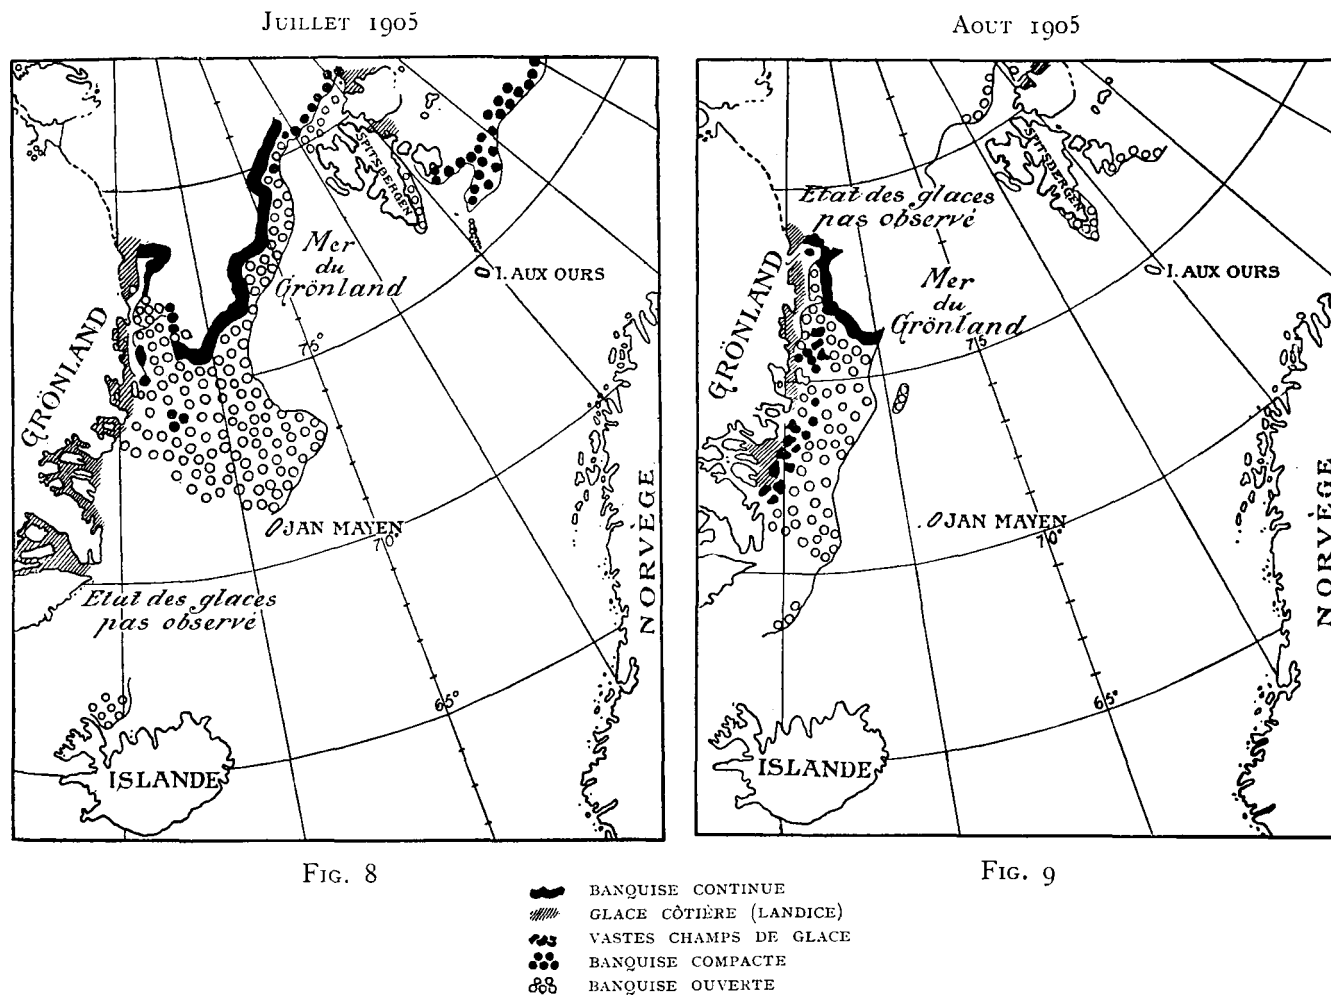 JUILLET 1905
SPITSBERGEN
Mer
du
Grönland
I. AUX OURS
GRÖNLAND
75°
JAN MAYEN
70°
Etat des glaces
pas observé
65°
NORVÈGE
ISLANDE
FIG. 8
AOUT 1905
SPITSBERGEN
Etat des glaces
pas observé
I. AUX OURS
Mer
du
Grönland
GRÖNLAND
75°
JAN MAYEN
70°
65°
NORVÈGE
ISLANDE
FIG. 9
BANQUISE CONTINUE
GLACE CÔTIÈRE (LANDICE)
VASTES CHAMPS DE GLACE
BANQUISE COMPACTE
BANQUISE OUVERTE